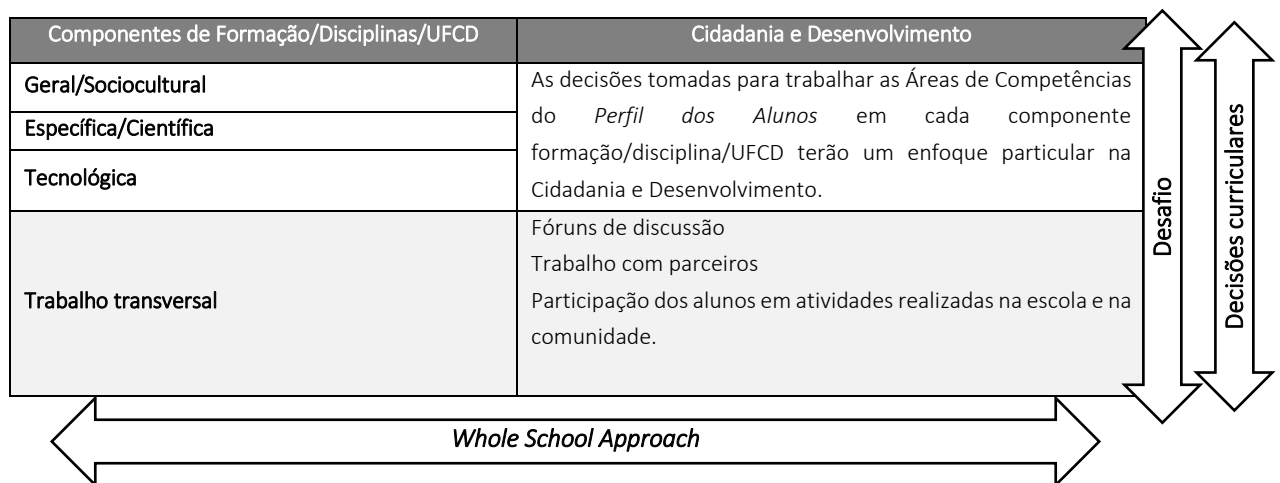 Componentes de Formação/Disciplinas/UFCD
Cidadania e Desenvolvimento
Geral/Sociocultural
Específica/Científica
Tecnológica
As decisões tomadas para trabalhar as Áreas de Competências
do Perfil dos Alunos em cada componente
formação/disciplina/UFCD terão um enfoque particular na
Cidadania e Desenvolvimento.
Trabalho transversal
Fóruns de discussão
Trabalho com parceiros
Participação dos alunos em atividades realizadas na escola e na
comunidade.
Desafio
Decisões curriculares
Whole School Approach